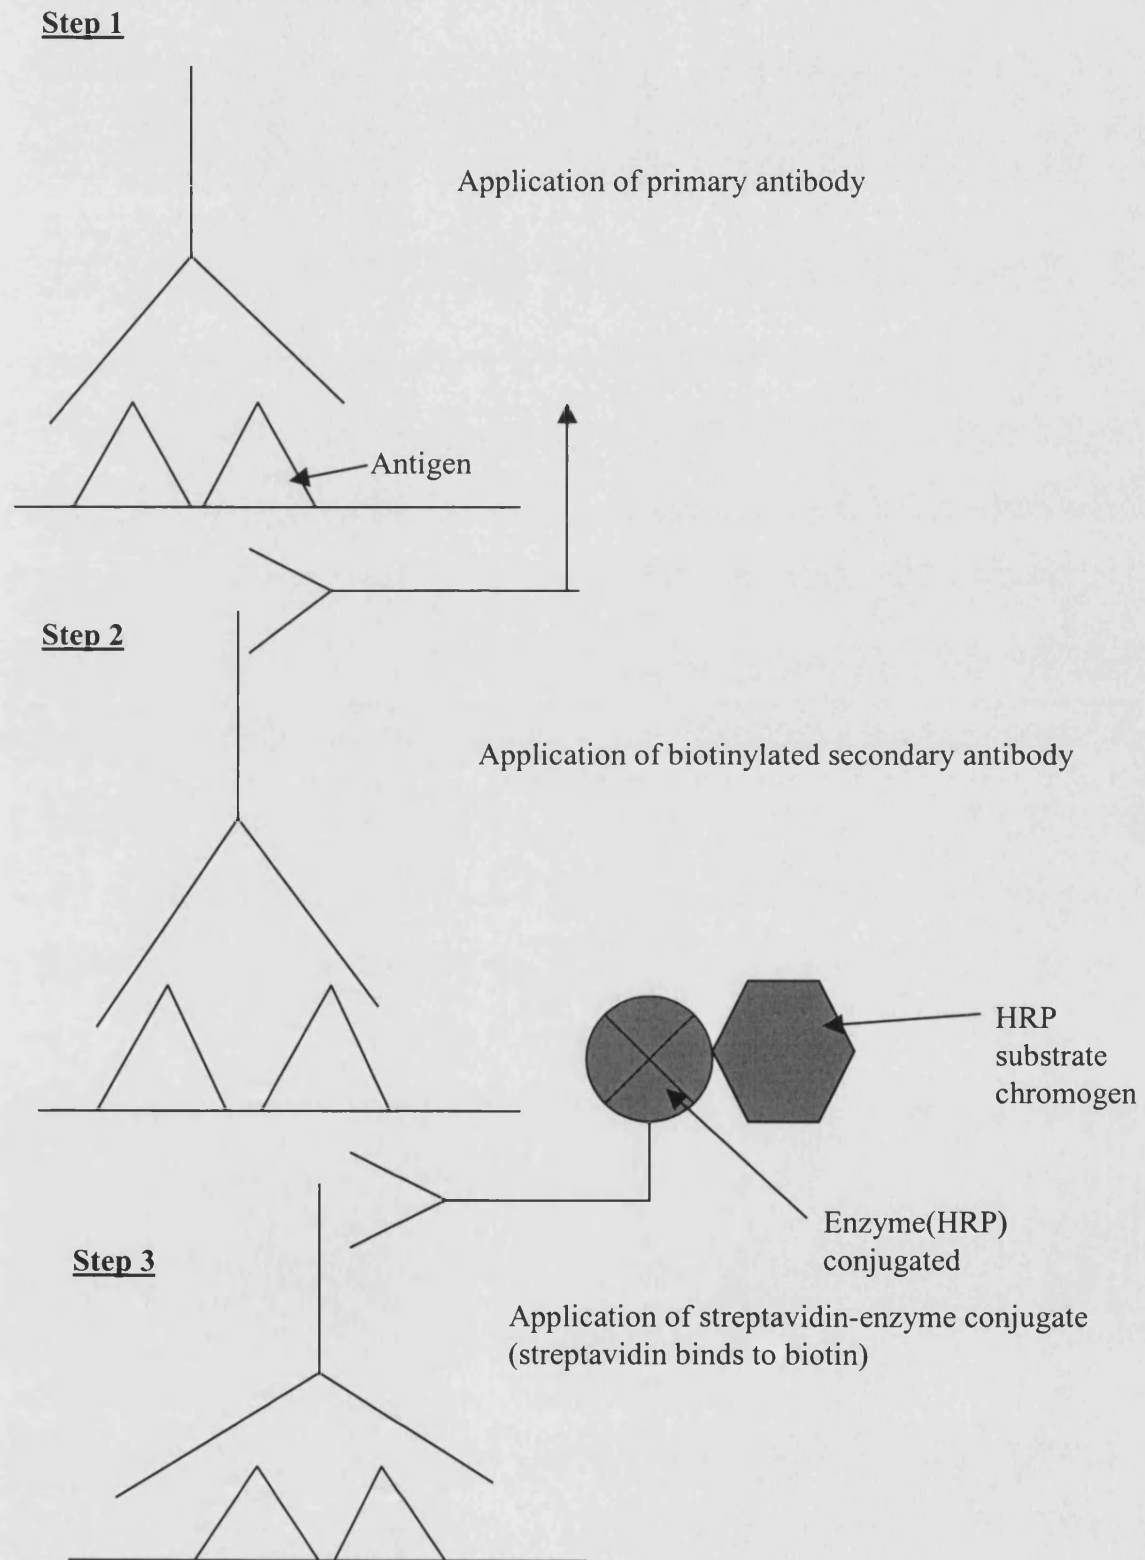 Step 1
Application of primary antibody
Antigen
Step 2
Application of biotinylated secondary antibody
HRP
substrate
chromogen
Enzyme(HRP)
conjugated
Step 3
Application of streptavidin-enzyme conjugate
(streptavidin binds to biotin)